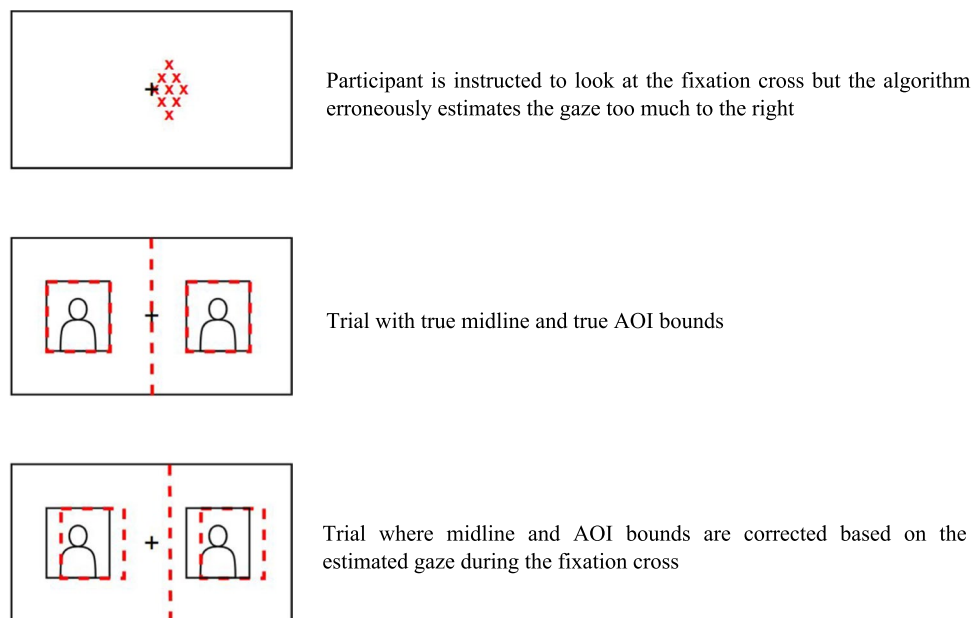 Participant is instructed to look at the fixation cross but the algorithm
erroneously estimates the gaze too much to the right
Trial with true midline and true AOI bounds
Trial where midline and AOI bounds are corrected based on the
estimated gaze during the fixation cross